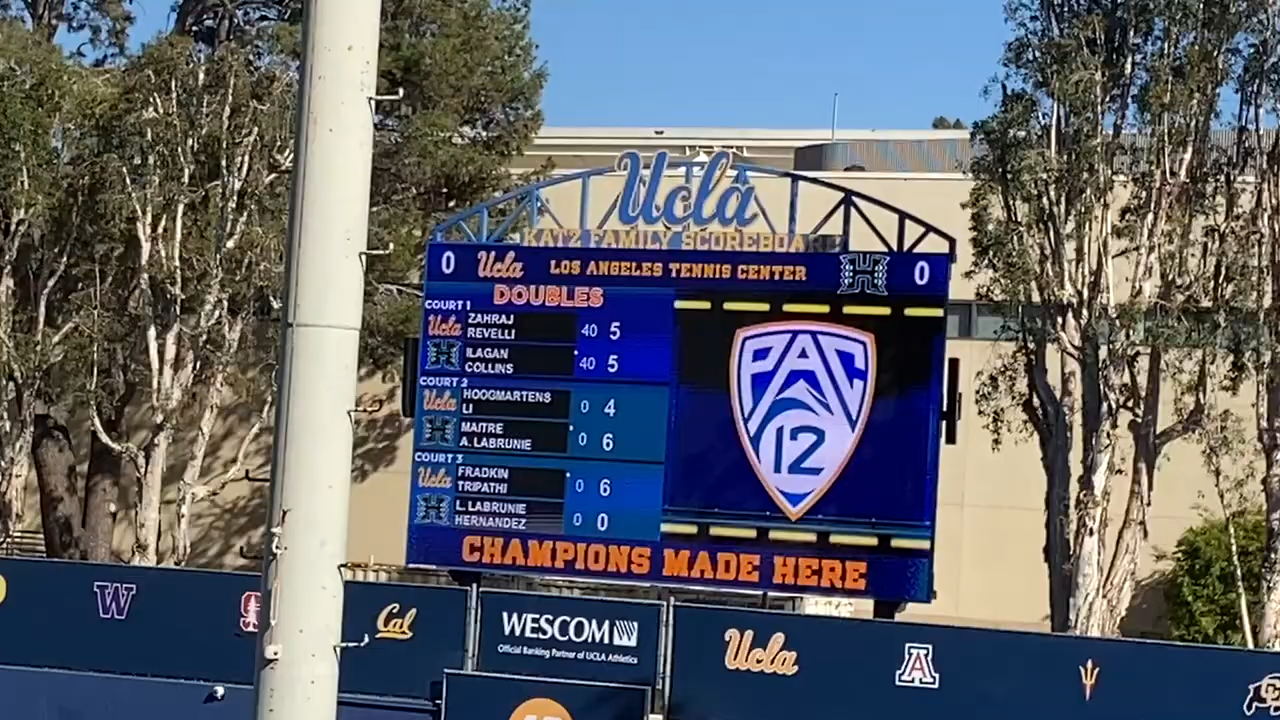 Ucla
KATZ FAMILY SCOREBOARD
0 Ucla LOS ANGELES TENNIS CENTER H 0
DOUBLES
COURT 1
Ucla ZAHRAJ REVELLI 40 5
H ILAGAN COLLINS 40 5
COURT 2
Ucla HOOGMARTENS LI 0 4
H MAITRE A. LABRUNIE 0 6
COURT 3
Ucla FRADKIN TRIPATHI 0 6
H L. LABRUNIE HERNANDEZ 0 0
PAC
12
CHAMPIONS MADE HERE
W S Cal
WESCOM
Official Banking Partner of UCLA Athletics
Ucla A